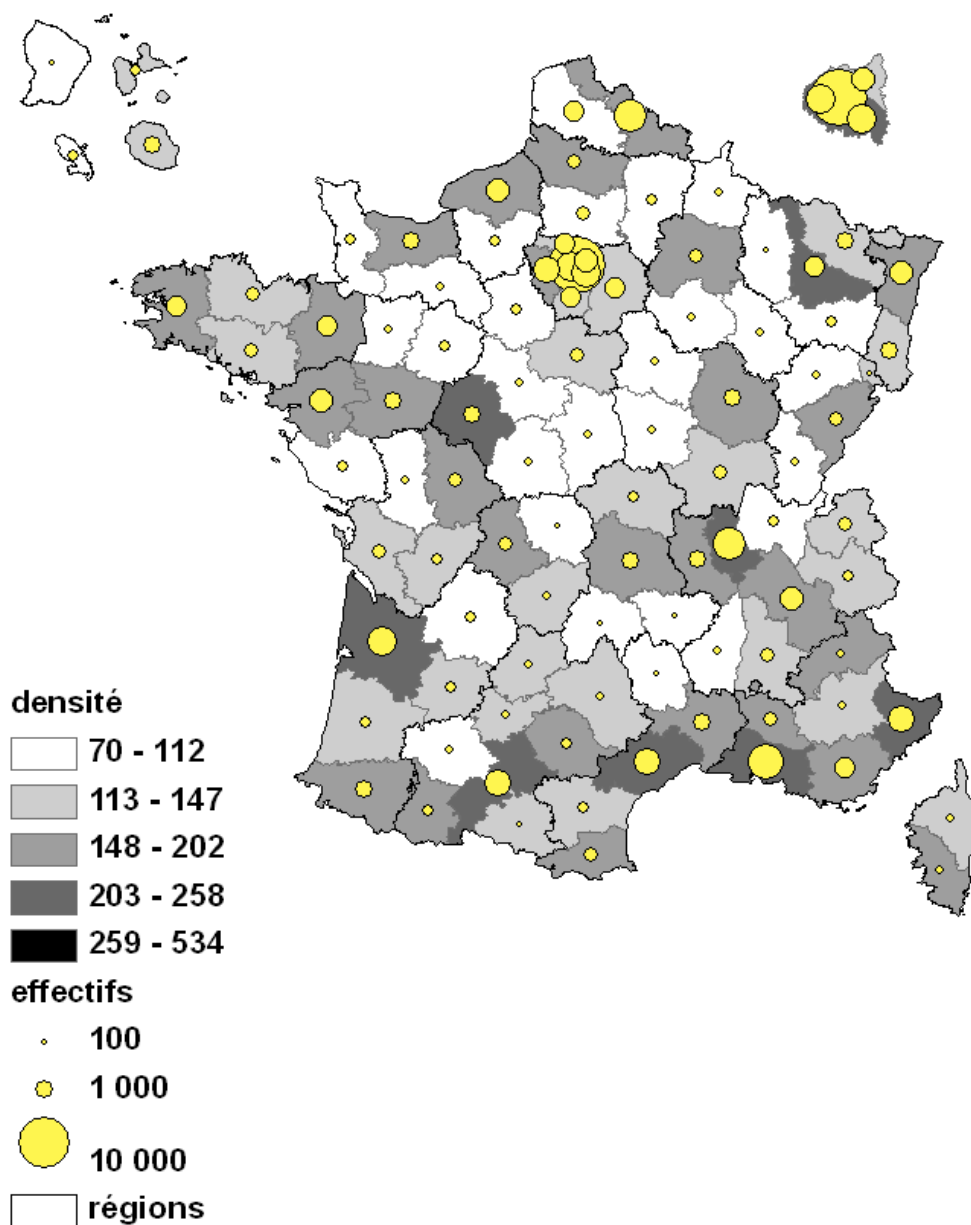 densité
70 - 112
113 - 147
148 - 202
203 - 258
259 - 534
effectifs
100
1 000
10 000
régions